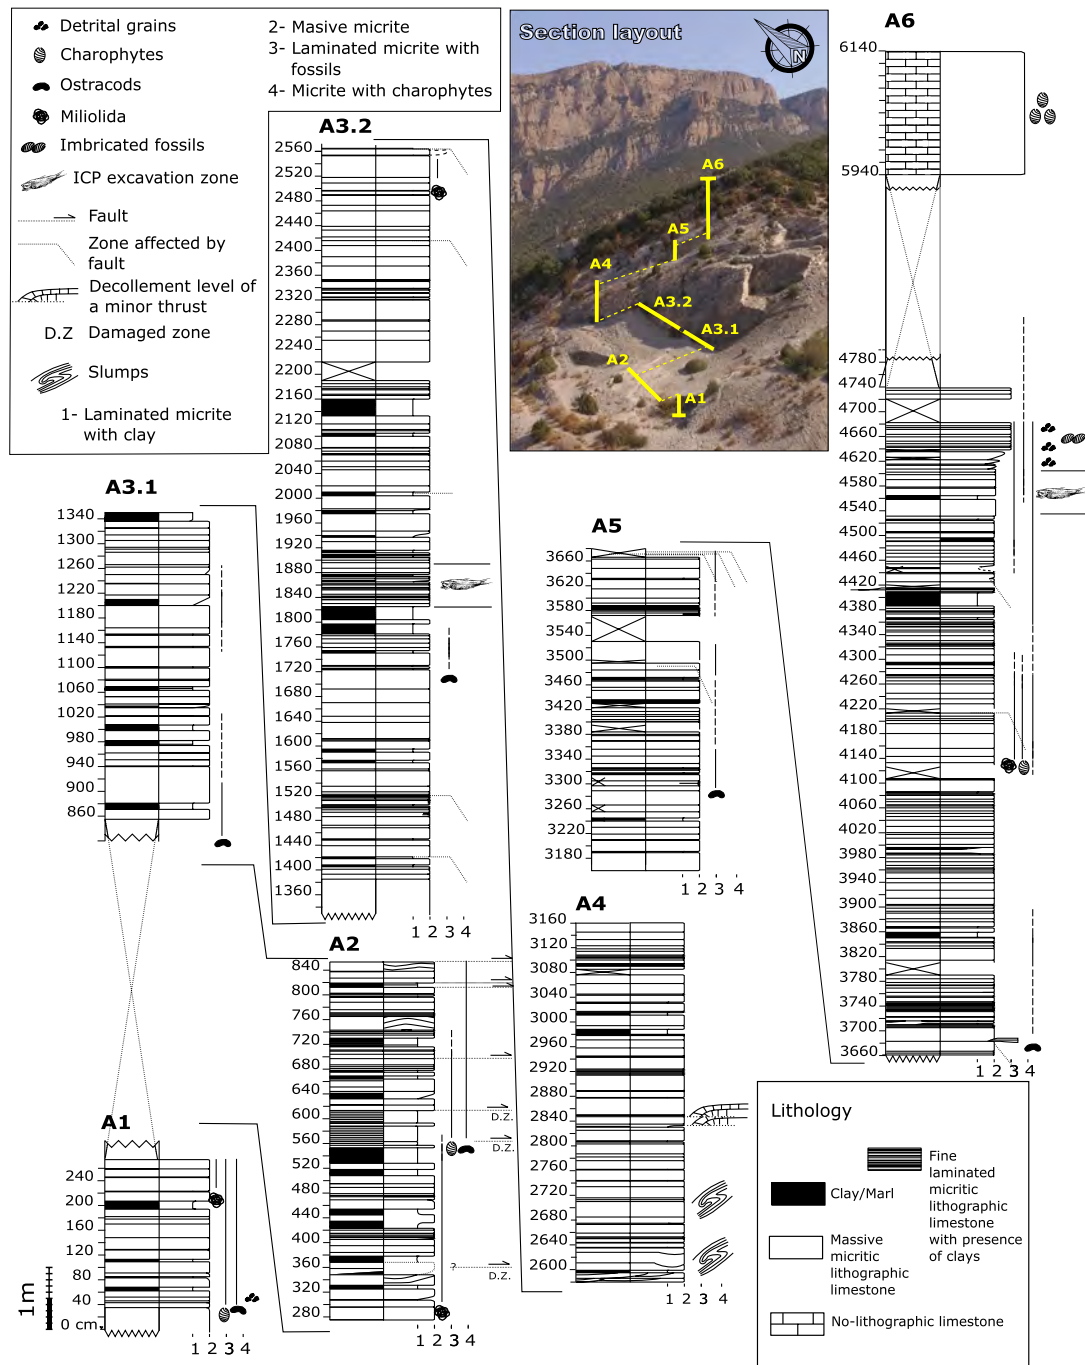 Detrital grains
Charophytes
Ostracods
Miliolida
Imbricated fossils
ICP excavation zone
Fault
Zone affected by
fault
Decollement level of
a minor thrust
D.Z Damaged zone
Slumps
1- Laminated micrite
with clay
2- Masive micrite
3- Laminated micrite with
fossils
4- Micrite with charophytes
Section layout
N
A6
A5
A4
A3.2
A3.1
A2
A1
A3.2
2560
2520
2480
2440
2400
2360
2320
2280
2240
2200
2160
2120
2080
2040
2000
1960
1920
1880
1840
1800
1760
1720
1680
1640
1600
1560
1520
1480
1440
1400
1360
1 2 3 4
A6
6140
5940
4780
4740
4700
4660
4620
4580
4540
4500
4460
4420
4380
4340
4300
4260
4220
4180
4140
4100
4060
4020
3980
3940
3900
3860
3820
3780
3740
3700
3660
1 2 3 4
A3.1
1340
1300
1260
1220
1180
1140
1100
1060
1020
980
940
900
860
A5
3660
3620
3580
3540
3500
3460
3420
3380
3340
3300
3260
3220
3180
1 2 3 4
A4
3160
3120
3080
3040
3000
2960
2920
2880
2840
2800
2760
2720
2680
2640
2600
1 2 3 4
A2
840
800
760
720
680
640
600
560
520
480
440
400
360
320
280
D.Z.
D.Z.
?
D.Z.
1 2 3 4
A1
240
200
160
120
80
40
0 cm
1m
1 2 3 4
Lithology
Fine
laminated
micritic
lithographic
limestone
with presence
of clays
Clay/Marl
Massive
micritic
lithographic
limestone
No-lithographic limestone